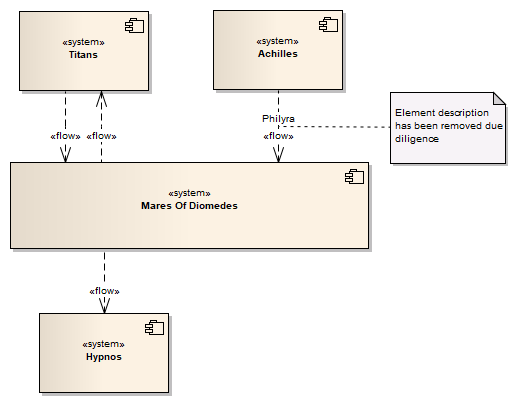 «system»
Titans
«system»
Achilles
Philyra
«flow» «flow»
«flow»
Element description
has been removed due
diligence
«system»
Mares Of Diomedes
«flow»
«system»
Hypnos